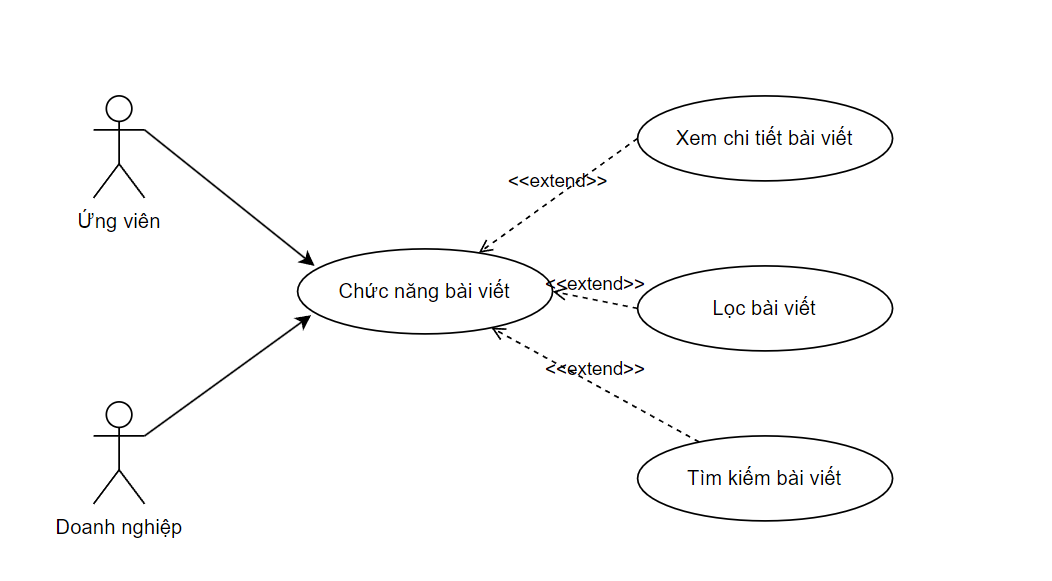 Ứng viên
Doanh nghiệp
Chức năng bài viết
<<extend>>
Xem chi tiết bài viết
<<extend>>
Lọc bài viết
<<extend>>
Tìm kiếm bài viết